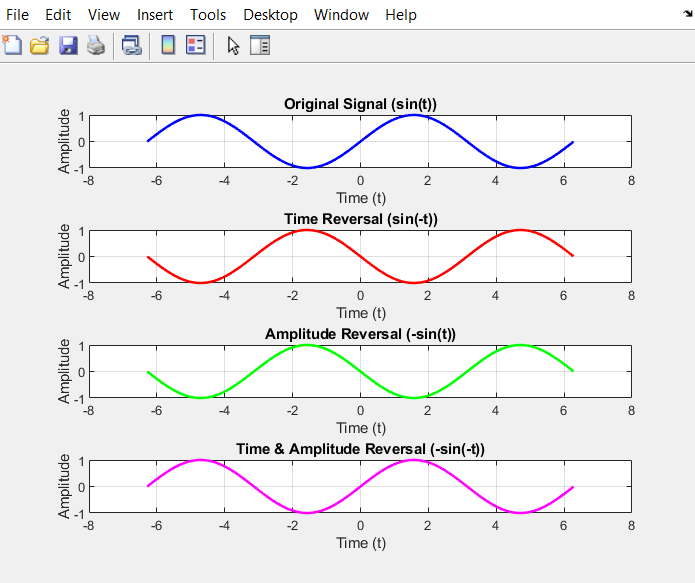 File Edit View Insert Tools Desktop Window Help
Original Signal (sin(t))
Amplitude
1
0
-1
-8 -6 -4 -2 0 2 4 6 8
Time (t)
Time Reversal (sin(-t))
Amplitude
1
0
-1
-8 -6 -4 -2 0 2 4 6 8
Time (t)
Amplitude Reversal (-sin(t))
Amplitude
1
0
-1
-8 -6 -4 -2 0 2 4 6 8
Time (t)
Time & Amplitude Reversal (-sin(-t))
Amplitude
1
0
-1
-8 -6 -4 -2 0 2 4 6 8
Time (t)